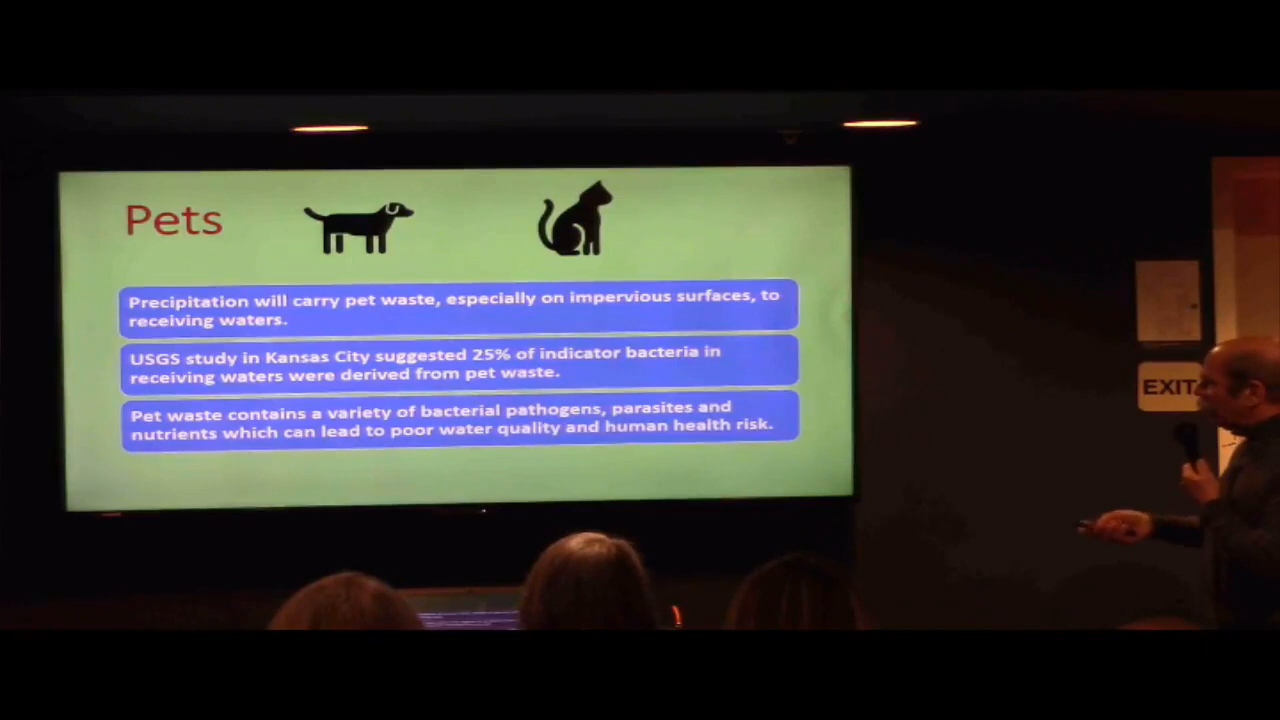 Pets
Precipitation will carry pet waste, especially on impervious surfaces, to
receiving waters.
USGS study in Kansas City suggested 25% of indicator bacteria in
receiving waters were derived from pet waste.
Pet waste contains a variety of bacterial pathogens, parasites and
nutrients which can lead to poor water quality and human health risk.
EXIT